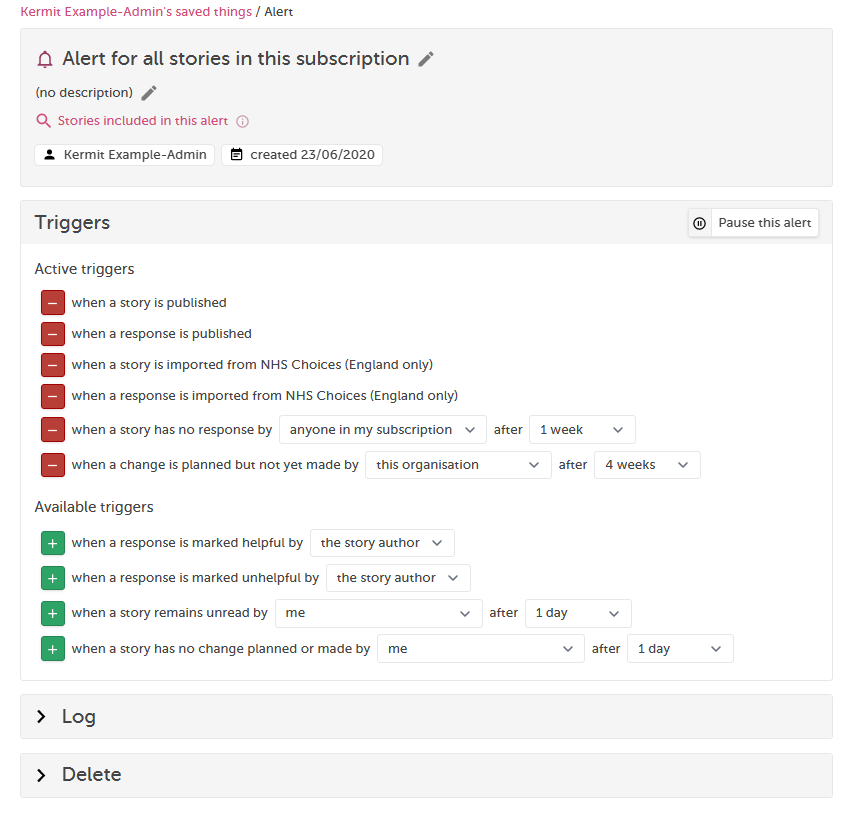 Kermit Example-Admin's saved things / Alert
Alert for all stories in this subscription
(no description)
Stories included in this alert
Kermit Example-Admin created 23/06/2020
Triggers Pause this alert
Active triggers
when a story is published
when a response is published
when a story is imported from NHS Choices (England only)
when a response is imported from NHS Choices (England only)
when a story has no response by anyone in my subscription after 1 week
when a change is planned but not yet made by this organisation after 4 weeks
Available triggers
when a response is marked helpful by the story author
when a response is marked unhelpful by the story author
when a story remains unread by me after 1 day
when a story has no change planned or made by me after 1 day
Log
Delete